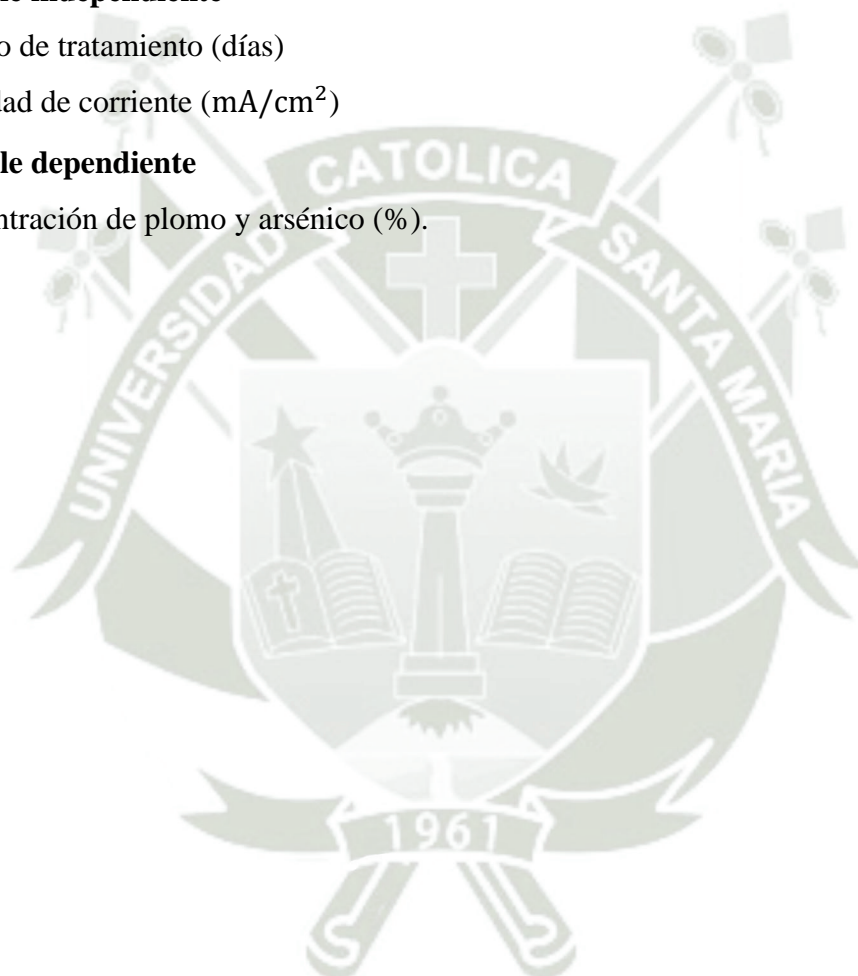 le independiente
o de tratamiento (días)
dad de corriente (mA/cm²)
le dependiente
ntración de plomo y arsénico (%).
UNIVERSIDAD CATOLICA SANTA MARIA
1961